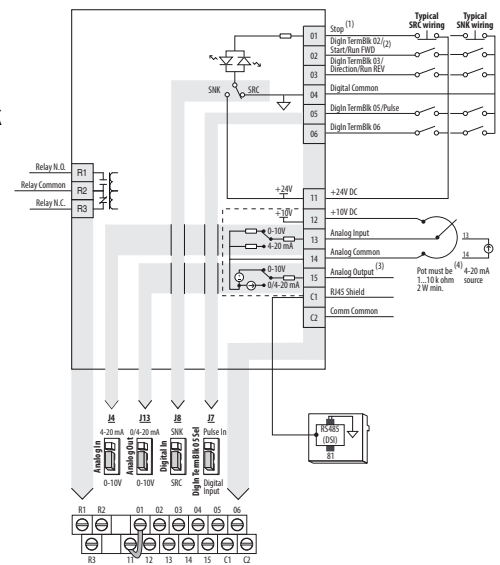 Typical SRC wiring
Typical SNK wiring
01 Stop (1)
02 DigIn TermBlk 02/ Start/Run FWD (2)
03 DigIn TermBlk 03/ Direction/Run REV
04 Digital Common
05 DigIn TermBlk 05/Pulse
06 DigIn TermBlk 06
SNK SRC
Relay N.O. R1
Relay Common R2
Relay N.C. R3
+24V 11 +24V DC
+10V 12 +10V DC
0-10V
4-20 mA
13 Analog Input
14 Analog Common
0-10V
0/4-20 mA
15 Analog Output (3)
C1 RJ45 Shield
C2 Comm Common
13
14
Pot must be (4)
1...10 k ohm
2 W min.
4-20 mA
source
J4 J13 J8 J7
4-20 mA 0/4-20 mA SNK Pulse In
Analog In
Analog Out
Digital In
DigIn TermBlk 05 Sel
0-10V 0-10V SRC Digital Input
RS485
(DSI)
81
R1 R2 01 02 03 04 05 06
R3 11 12 13 14 15 C1 C2